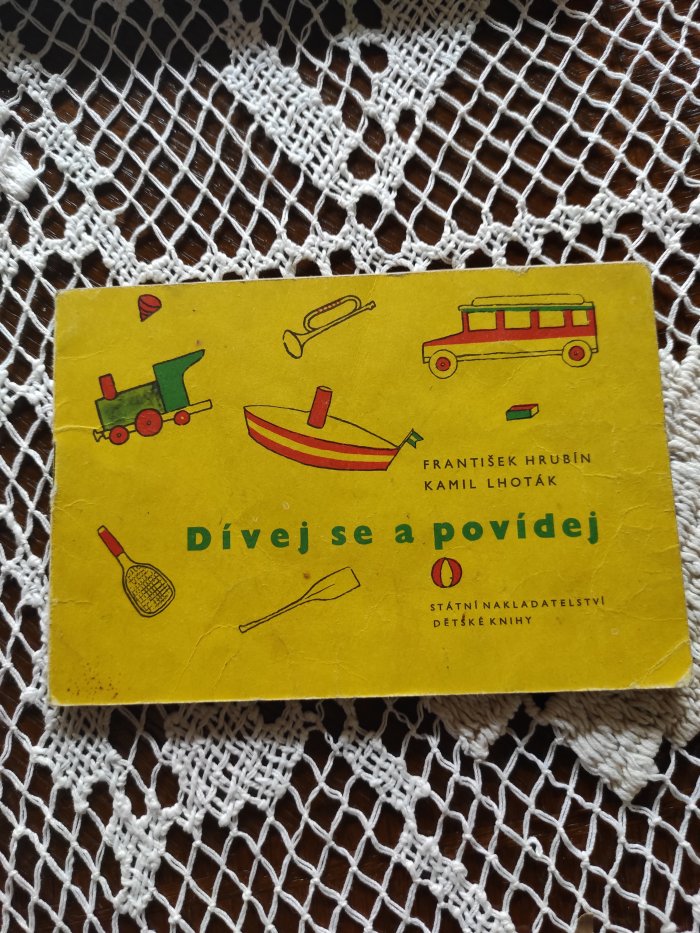 FRANTIŠEK HRUBÍN
KAMIL LHOTÁK
Dívej se a povídej
STÁTNÍ NAKLADATELSTVÍ
DĚTSKÉ KNIHY